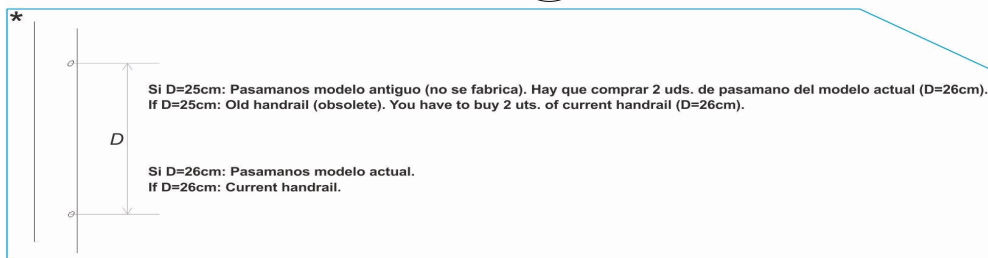 *
Si D=25cm: Pasamanos modelo antiguo (no se fabrica). Hay que comprar 2 uds. de pasamano del modelo actual (D=26cm).
If D=25cm: Old handrail (obsolete). You have to buy 2 uts. of current handrail (D=26cm).
D
Si D=26cm: Pasamanos modelo actual.
If D=26cm: Current handrail.